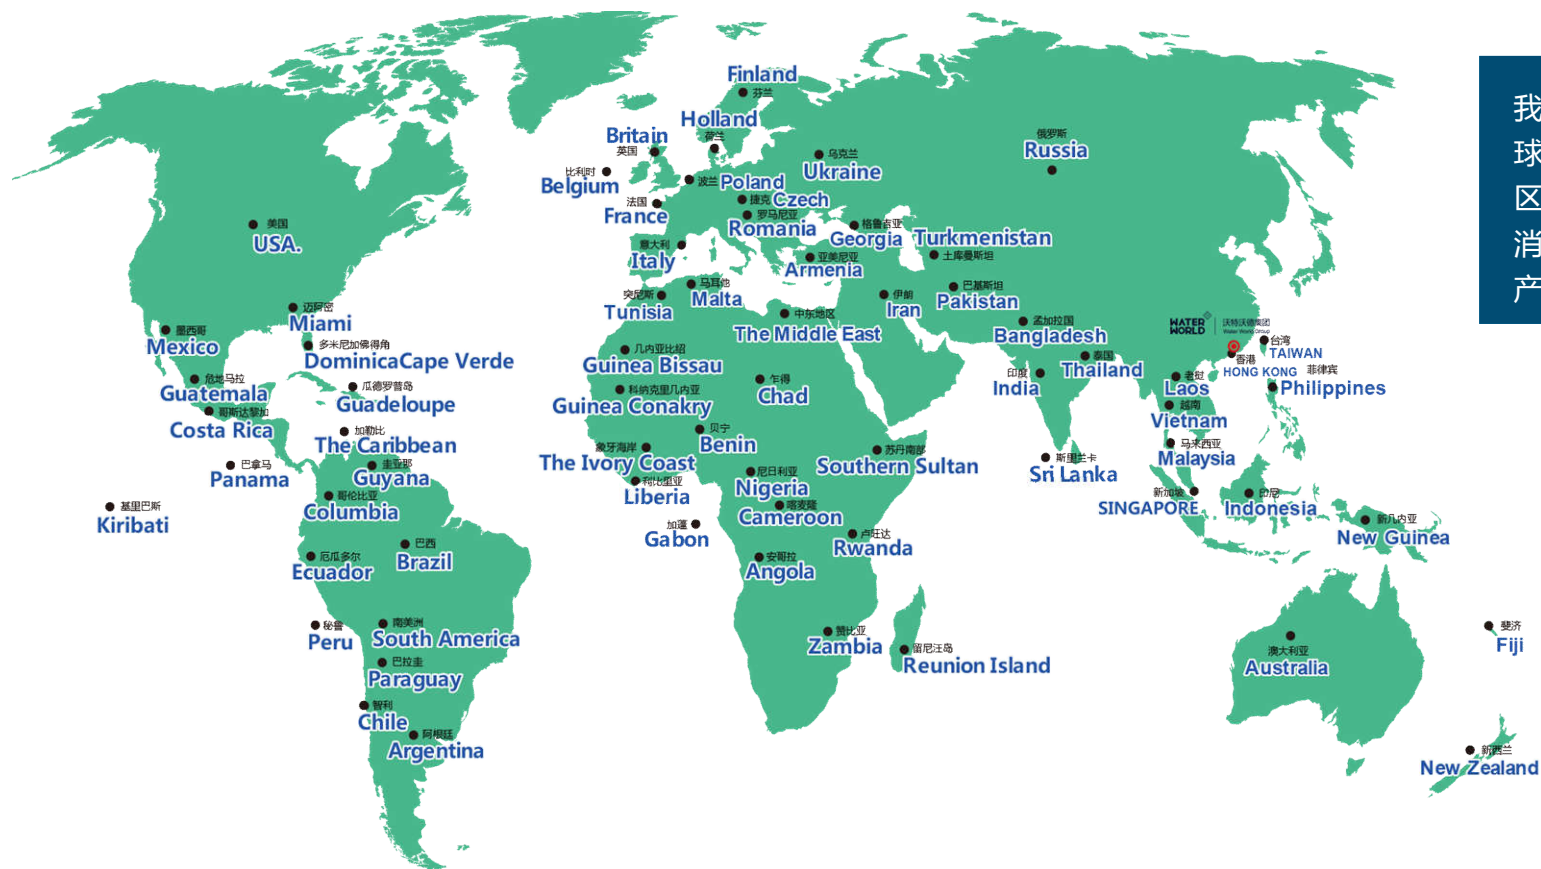 Finland
芬兰
Holland
荷兰
Britain
英国
比利时
Belgium
波兰
Poland
乌克兰
Ukraine
俄罗斯
Russia
法国
France
捷克
Czech
罗马尼亚
Romania
格鲁吉亚
Georgia
Turkmenistan
土库曼斯坦
意大利
Italy
亚美尼亚
Armenia
美国
USA.
突尼斯
Tunisia
马耳他
Malta
中东地区
The Middle East
伊朗
Iran
巴基斯坦
Pakistan
孟加拉国
Bangladesh
泰国
Thailand
印度
India
WATER
WORLD
沃特沃德集团
Water World Group
台湾
TAIWAN
香港
HONG KONG
菲律宾
Philippines
老挝
Laos
越南
Vietnam
马来西亚
Malaysia
斯里兰卡
Sri Lanka
新加坡
SINGAPORE
印尼
Indonesia
新几内亚
New Guinea
迈阿密
Miami
墨西哥
Mexico
多米尼加佛得角
DominicaCape Verde
危地马拉
Guatemala
瓜德罗普岛
Guadeloupe
哥斯达黎加
Costa Rica
加勒比
The Caribbean
巴拿马
Panama
圭亚那
Guyana
哥伦比亚
Columbia
基里巴斯
Kiribati
厄瓜多尔
Ecuador
巴西
Brazil
秘鲁
Peru
南美洲
South America
巴拉圭
Paraguay
智利
Chile
阿根廷
Argentina
几内亚比绍
Guinea Bissau
科纳克里几内亚
Guinea Conakry
乍得
Chad
贝宁
Benin
象牙海岸
The Ivory Coast
利比里亚
Liberia
尼日利亚
Nigeria
苏丹南部
Southern Sultan
喀麦隆
Cameroon
加蓬
Gabon
卢旺达
Rwanda
安哥拉
Angola
赞比亚
Zambia
留尼汪岛
Reunion Island
澳大利亚
Australia
斐济
Fiji
新西兰
New Zealand
我
球
区
消
产